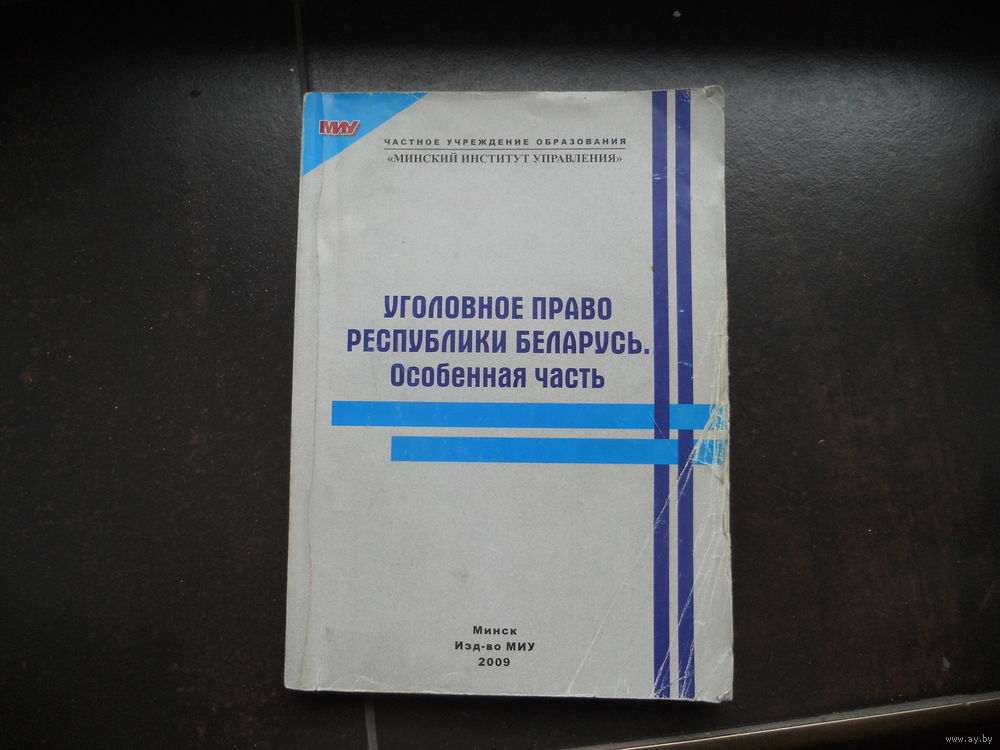 МИУ
ЧАСТНОЕ УЧРЕЖДЕНИЕ ОБРАЗОВАНИЯ
«МИНСКИЙ ИНСТИТУТ УПРАВЛЕНИЯ»
УГОЛОВНОЕ ПРАВО
РЕСПУБЛИКИ БЕЛАРУСЬ.
Особенная часть
Минск
Изд-во МИУ
2009
www.ay.by